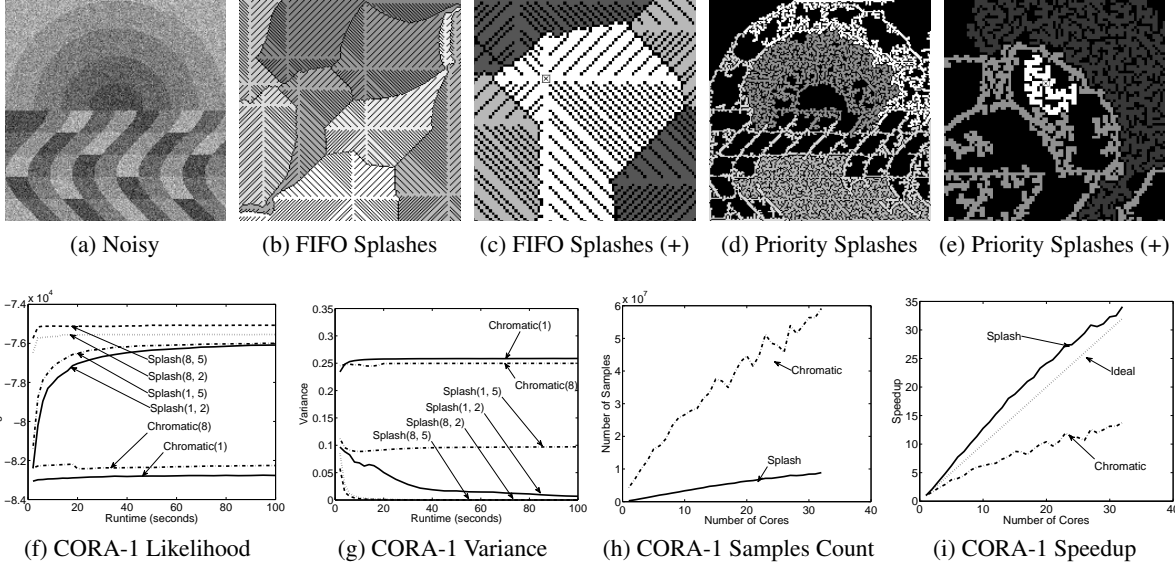 (a) Noisy
(b) FIFO Splashes
(c) FIFO Splashes (+)
(d) Priority Splashes
(e) Priority Splashes (+)
x 10⁴
−7.4
−7.6
−7.8
−8
−8.2
−8.4
0 20 40 60 80 100
Runtime (seconds)
Splash(8, 5)
Splash(8, 2)
Splash(1, 5)
Splash(1, 2)
Chromatic(8)
Chromatic(1)
(f) CORA-1 Likelihood
0.35
0.3
0.25
0.2
0.15
0.1
0.05
0
Variance
0 20 40 60 80 100
Runtime (seconds)
Chromatic(1)
Chromatic(8)
Splash(1, 5)
Splash(1, 2)
Splash(8, 2)
Splash(8, 5)
(g) CORA-1 Variance
x 10⁷
6
5
4
3
2
1
0
Number of Samples
0 10 20 30 40
Number of Cores
Chromatic
Splash
(h) CORA-1 Samples Count
35
30
25
20
15
10
5
0
Speedup
0 10 20 30 40
Number of Cores
Splash
Ideal
Chromatic
(i) CORA-1 Speedup